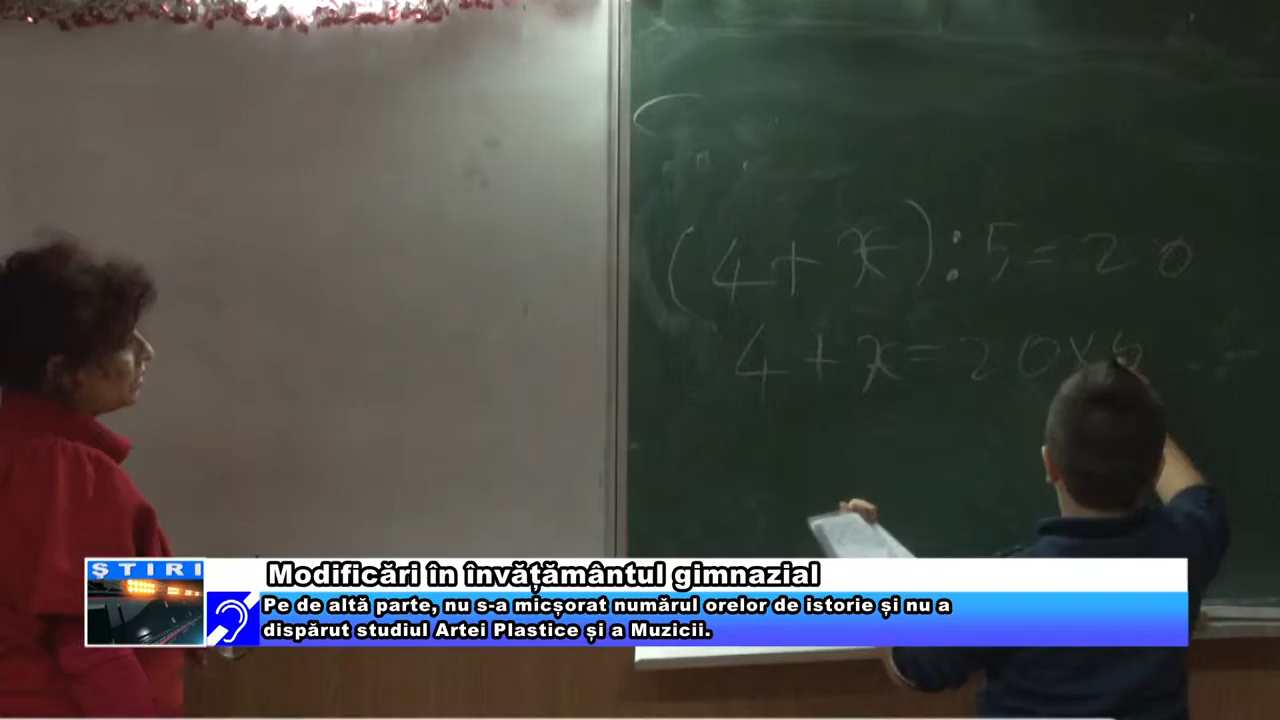 (4+x):5=20
4+x=20x5
ȘTIRI
Modificări în învățământul gimnazial
Pe de altă parte, nu s-a micșorat numărul orelor de istorie și nu a
dispărut studiul Artei Plastice și a Muzicii.